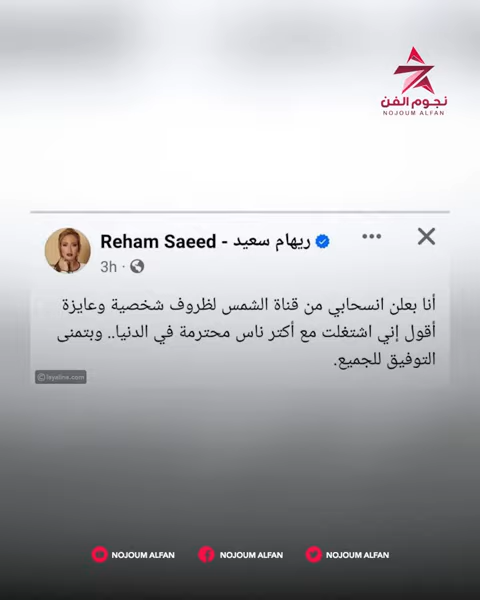 نجوم الفن
NOJOUM ALFAN
Reham Saeed - ريهام سعيد
3h ·
أنا بعلن انسحابي من قناة الشمس لظروف شخصية وعايزة
أقول إني اشتغلت مع أكتر ناس محترمة في الدنيا.. وبتمنى
التوفيق للجميع.
©layalina.com
NOJOUM ALFAN NOJOUM ALFAN NOJOUM ALFAN